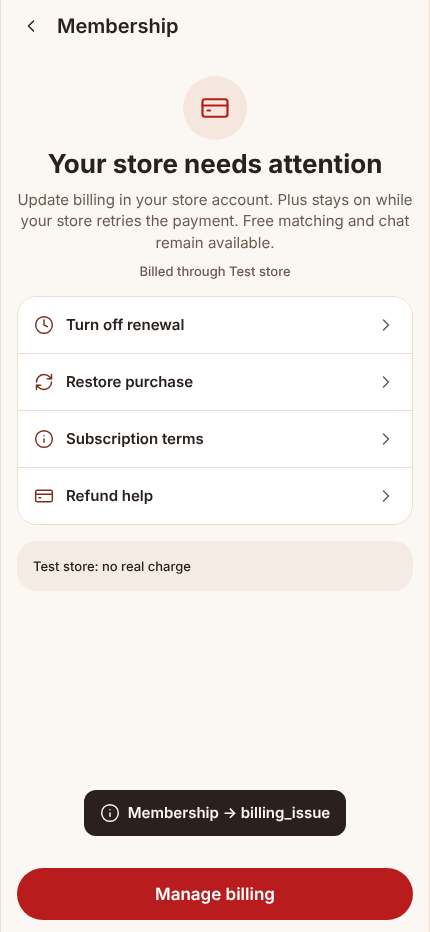 Membership
Your store needs attention
Update billing in your store account. Plus stays on while
your store retries the payment. Free matching and chat
remain available.
Billed through Test store
Turn off renewal
Restore purchase
Subscription terms
Refund help
Test store: no real charge
Membership → billing_issue
Manage billing